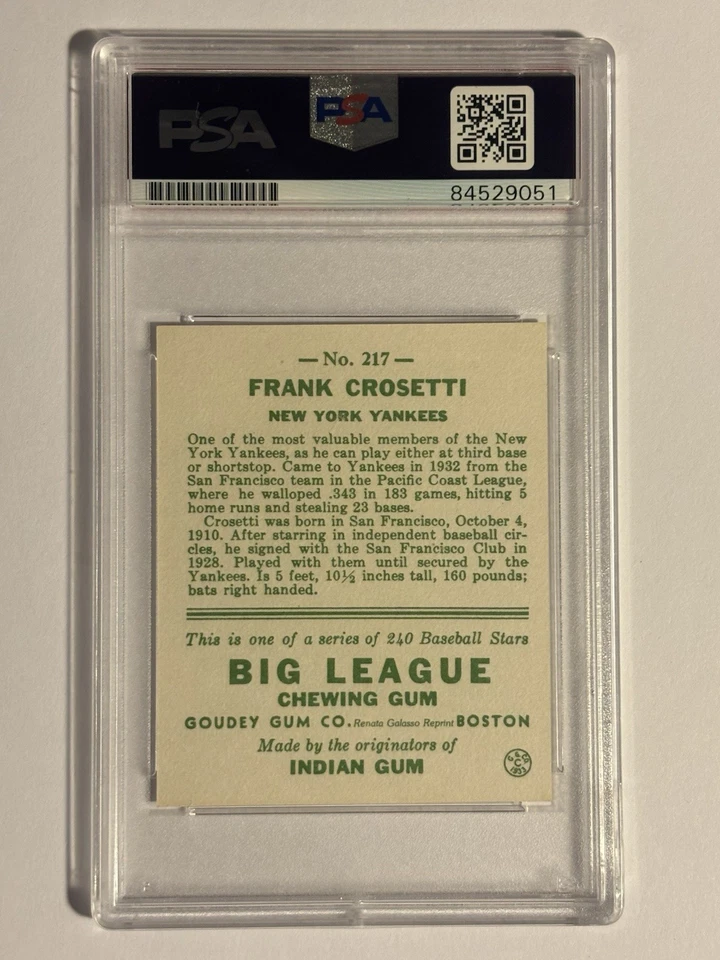 PSA
PSA
84529051
— No. 217 —
FRANK CROSETTI
NEW YORK YANKEES
One of the most valuable members of the New
York Yankees, as he can play either at third base
or shortstop. Came to Yankees in 1932 from the
San Francisco team in the Pacific Coast League,
where he walloped .343 in 183 games, hitting 5
home runs and stealing 23 bases.
Crosetti was born in San Francisco, October 4,
1910. After starring in independent baseball cir-
cles, he signed with the San Francisco Club in
1928. Played with them until secured by the
Yankees. Is 5 feet, 10½ inches tall, 160 pounds;
bats right handed.
This is one of a series of 240 Baseball Stars
BIG LEAGUE
CHEWING GUM
GOUDEY GUM CO. Renata Galasso Reprint BOSTON
Made by the originators of
INDIAN GUM
G. & CO.
C
1933